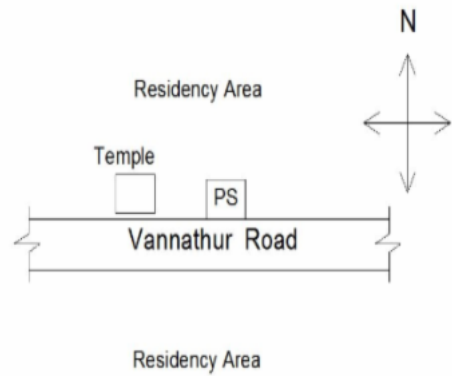 N
Residency Area
Temple
PS
Vannathur Road
Residency Area